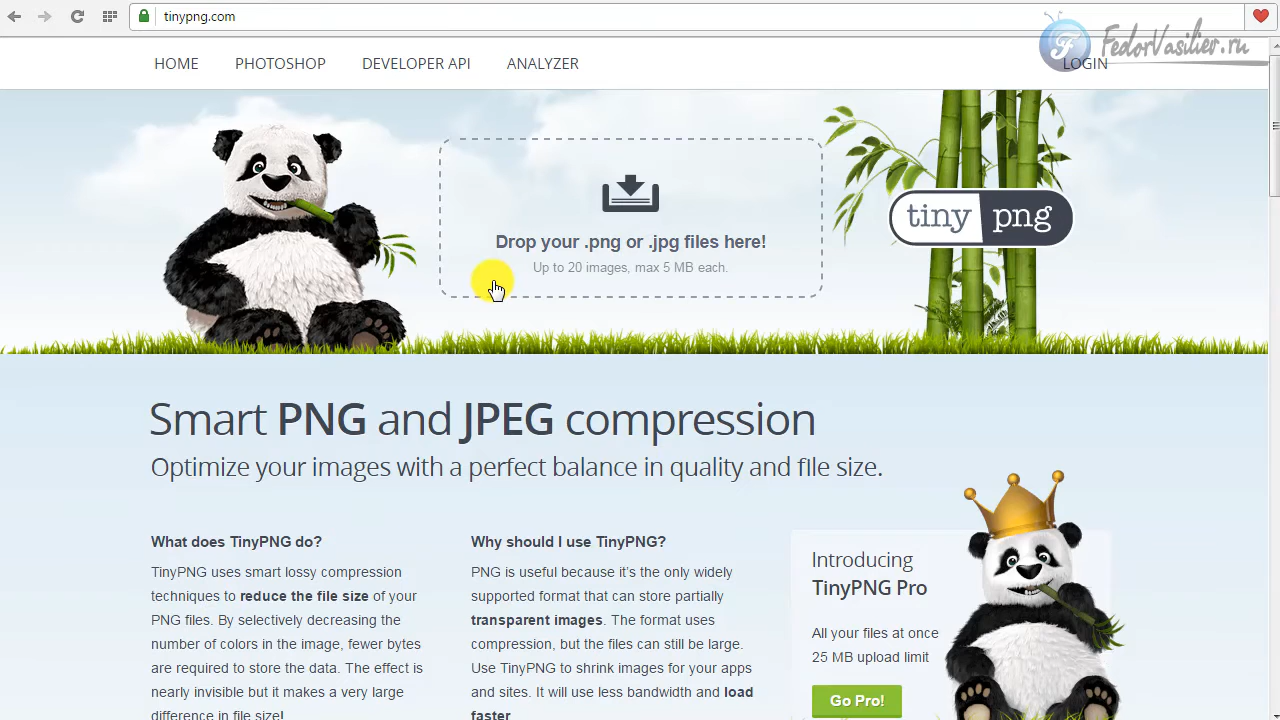 tinypng.com
FedorVasilier.ru
HOME PHOTOSHOP DEVELOPER API ANALYZER LOGIN
Drop your .png or .jpg files here!
Up to 20 images, max 5 MB each.
tiny png
Smart PNG and JPEG compression
Optimize your images with a perfect balance in quality and file size.
What does TinyPNG do?
TinyPNG uses smart lossy compression
techniques to reduce the file size of your
PNG files. By selectively decreasing the
number of colors in the image, fewer bytes
are required to store the data. The effect is
nearly invisible but it makes a very large
difference in file size!
Why should I use TinyPNG?
PNG is useful because it's the only widely
supported format that can store partially
transparent images. The format uses
compression, but the files can still be large.
Use TinyPNG to shrink images for your apps
and sites. It will use less bandwidth and load
faster.
Introducing
TinyPNG Pro
All your files at once
25 MB upload limit
Go Pro!